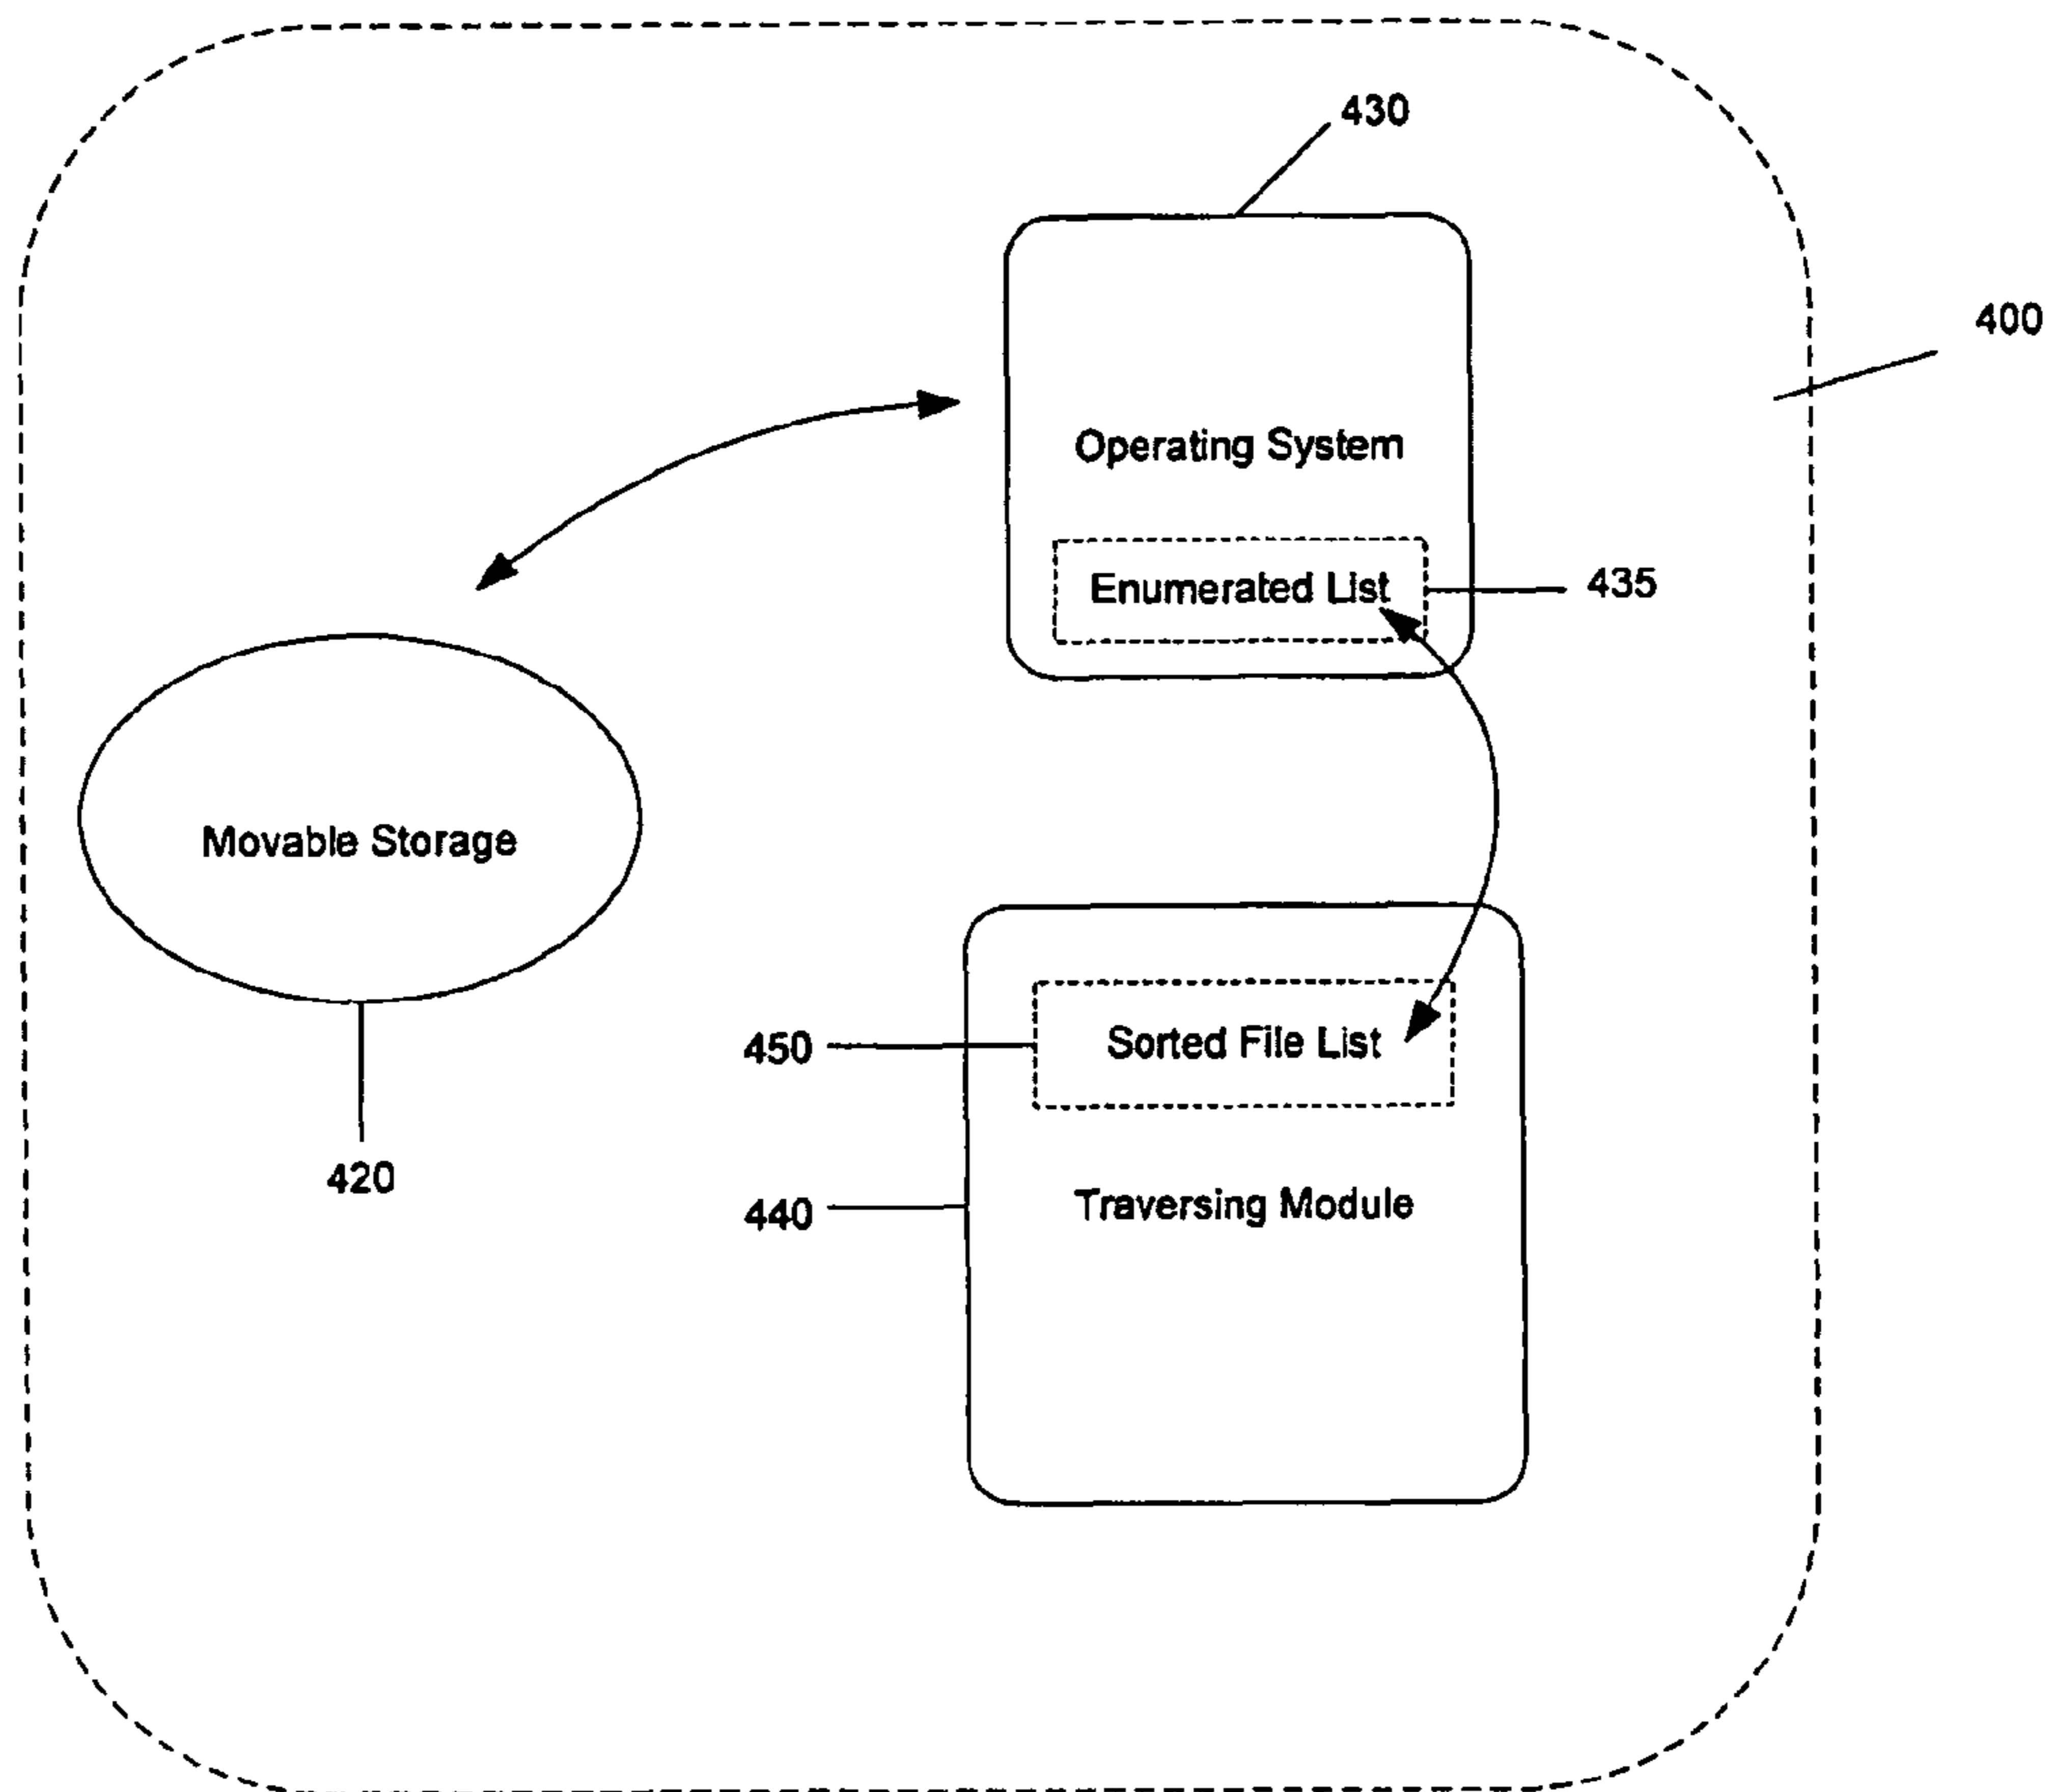 430
400
Operating System
Enumerated List
435
Movable Storage
450
Sorted File List
420
440
Traversing Module